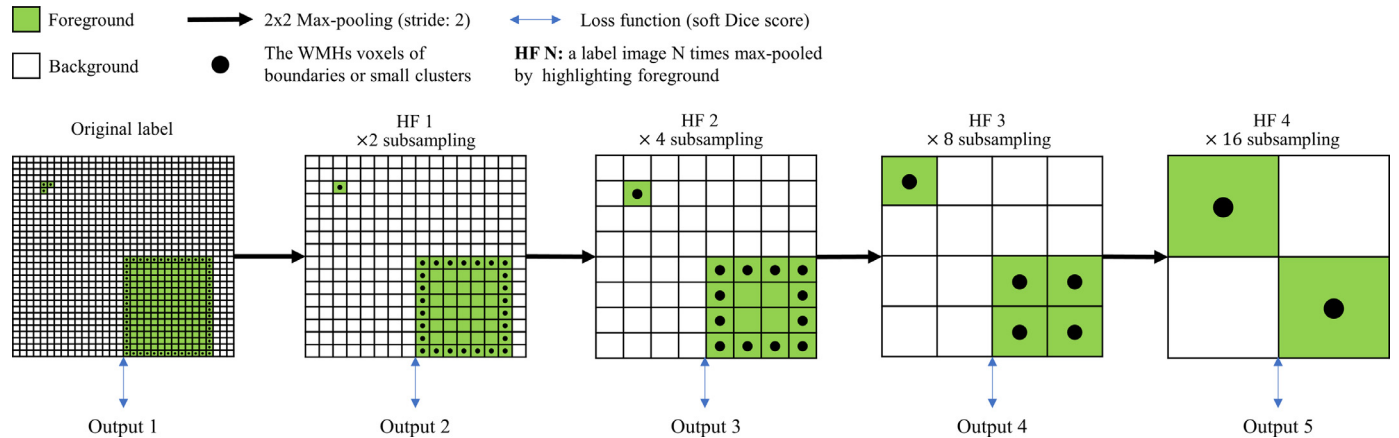 Foreground
2x2 Max-pooling (stride: 2)
Loss function (soft Dice score)
Background
The WMHs voxels of
boundaries or small clusters
HF N: a label image N times max-pooled
by highlighting foreground
Original label
HF 1
×2 subsampling
HF 2
× 4 subsampling
HF 3
× 8 subsampling
HF 4
× 16 subsampling
Output 1
Output 2
Output 3
Output 4
Output 5